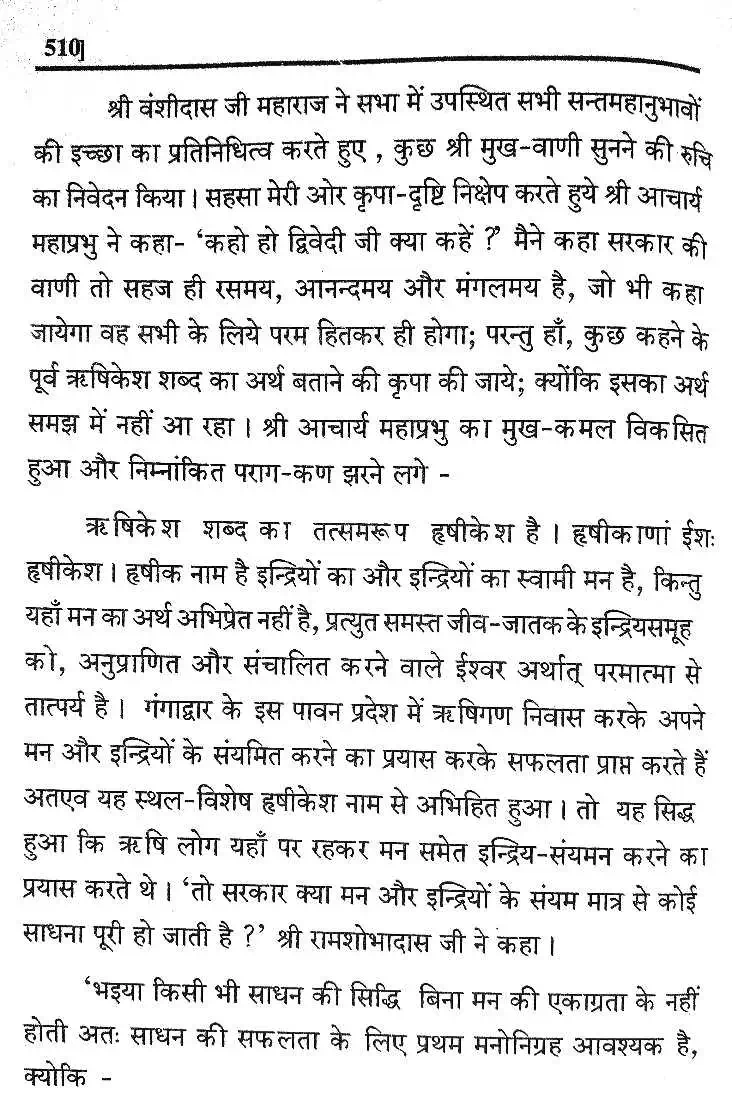 510]
श्री वंशीदास जी महाराज ने सभा में उपस्थित सभी सन्तमहानुभावों
की इच्छा का प्रतिनिधित्व करते हुए , कुछ श्री मुख-वाणी सुनने की रुचि
का निवेदन किया। सहसा मेरी ओर कृपा-दृष्टि निक्षेप करते हुये श्री आचार्य
महाप्रभु ने कहा- ‘कहो हो द्विवेदी जी क्या कहें ?’ मैने कहा सरकार की
वाणी तो सहज ही रसमय, आनन्दमय और मंगलमय है, जो भी कहा
जायेगा वह सभी के लिये परम हितकर ही होगा; परन्तु हाँ, कुछ कहने के
पूर्व ऋषिकेश शब्द का अर्थ बताने की कृपा की जाये; क्योंकि इसका अर्थ
समझ में नहीं आ रहा । श्री आचार्य महाप्रभु का मुख-कमल विकसित
हुआ और निम्नांकित पराग-कण झरने लगे -
ऋषिकेश शब्द का तत्समरूप हृषीकेश है । हृषीकाणां ईशः
हृषीकेश । हृषीक नाम है इन्द्रियों का और इन्द्रियों का स्वामी मन है, किन्तु
यहाँ मन का अर्थ अभिप्रेत नहीं है, प्रत्युत समस्त जीव-जातक के इन्द्रियसमूह
को, अनुप्राणित और संचालित करने वाले ईश्वर अर्थात् परमात्मा से
तात्पर्य है । गंगाद्वार के इस पावन प्रदेश में ऋषिगण निवास करके अपने
मन और इन्द्रियों के संयमित करने का प्रयास करके सफलता प्राप्त करते हैं
अतएव यह स्थल-विशेष हृषीकेश नाम से अभिहित हुआ । तो यह सिद्ध
हुआ कि ऋषि लोग यहाँ पर रहकर मन समेत इन्द्रिय-संयमन करने का
प्रयास करते थे । ‘तो सरकार क्या मन और इन्द्रियों के संयम मात्र से कोई
साधना पूरी हो जाती है ?’ श्री रामशोभादास जी ने कहा ।
‘भइया किसी भी साधन की सिद्धि बिना मन की एकाग्रता के नहीं
होती अतः साधन की सफलता के लिए प्रथम मनोनिग्रह आवश्यक है,
क्योकि -